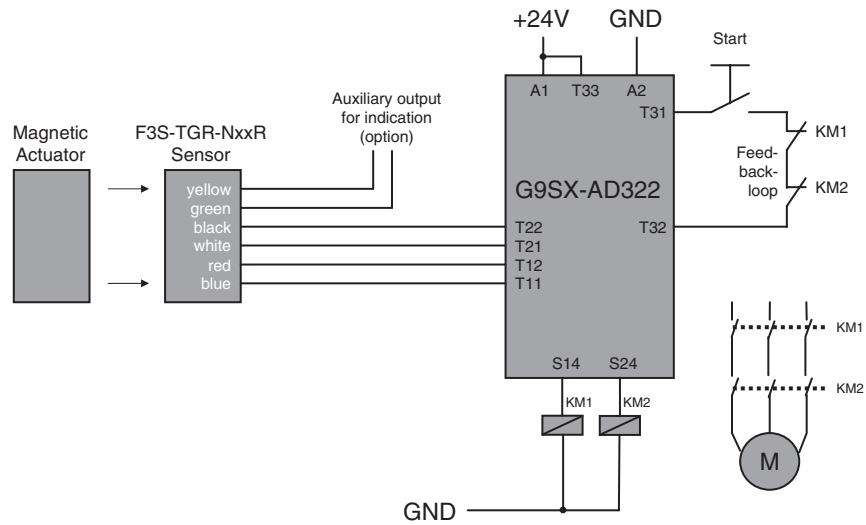 +24V
GND
Start
A1
T33
A2
T31
Auxiliary output
for indication
(option)
Magnetic
Actuator
F3S-TGR-NxxR
Sensor
KM1
Feed-
back-
loop
KM2
G9SX-AD322
yellow
green
black
white
red
blue
T22
T21
T12
T11
T32
S14
S24
KM1
KM2
KM1
KM2
M
GND